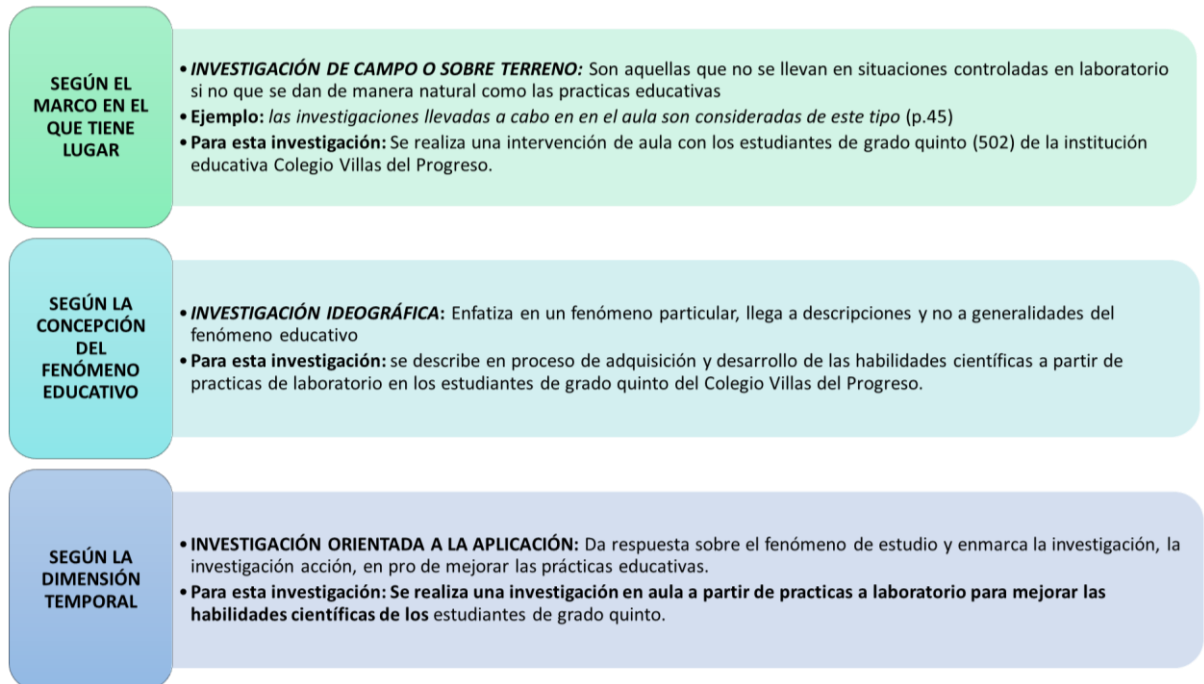 SEGÚN EL
MARCO EN EL
QUE TIENE
LUGAR
• INVESTIGACIÓN DE CAMPO O SOBRE TERRENO: Son aquellas que no se llevan en situaciones controladas en laboratorio
si no que se dan de manera natural como las practicas educativas
• Ejemplo: las investigaciones llevadas a cabo en en el aula son consideradas de este tipo (p.45)
• Para esta investigación: Se realiza una intervención de aula con los estudiantes de grado quinto (502) de la institución
educativa Colegio Villas del Progreso.
SEGÚN LA
CONCEPCIÓN
DEL
FENÓMENO
EDUCATIVO
• INVESTIGACIÓN IDEOGRÁFICA: Enfatiza en un fenómeno particular, llega a descripciones y no a generalidades del
fenómeno educativo
• Para esta investigación: se describe en proceso de adquisición y desarrollo de las habilidades científicas a partir de
practicas de laboratorio en los estudiantes de grado quinto del Colegio Villas del Progreso.
SEGÚN LA
DIMENSIÓN
TEMPORAL
• INVESTIGACIÓN ORIENTADA A LA APLICACIÓN: Da respuesta sobre el fenómeno de estudio y enmarca la investigación, la
investigación acción, en pro de mejorar las prácticas educativas.
• Para esta investigación: Se realiza una investigación en aula a partir de practicas a laboratorio para mejorar las
habilidades científicas de los estudiantes de grado quinto.